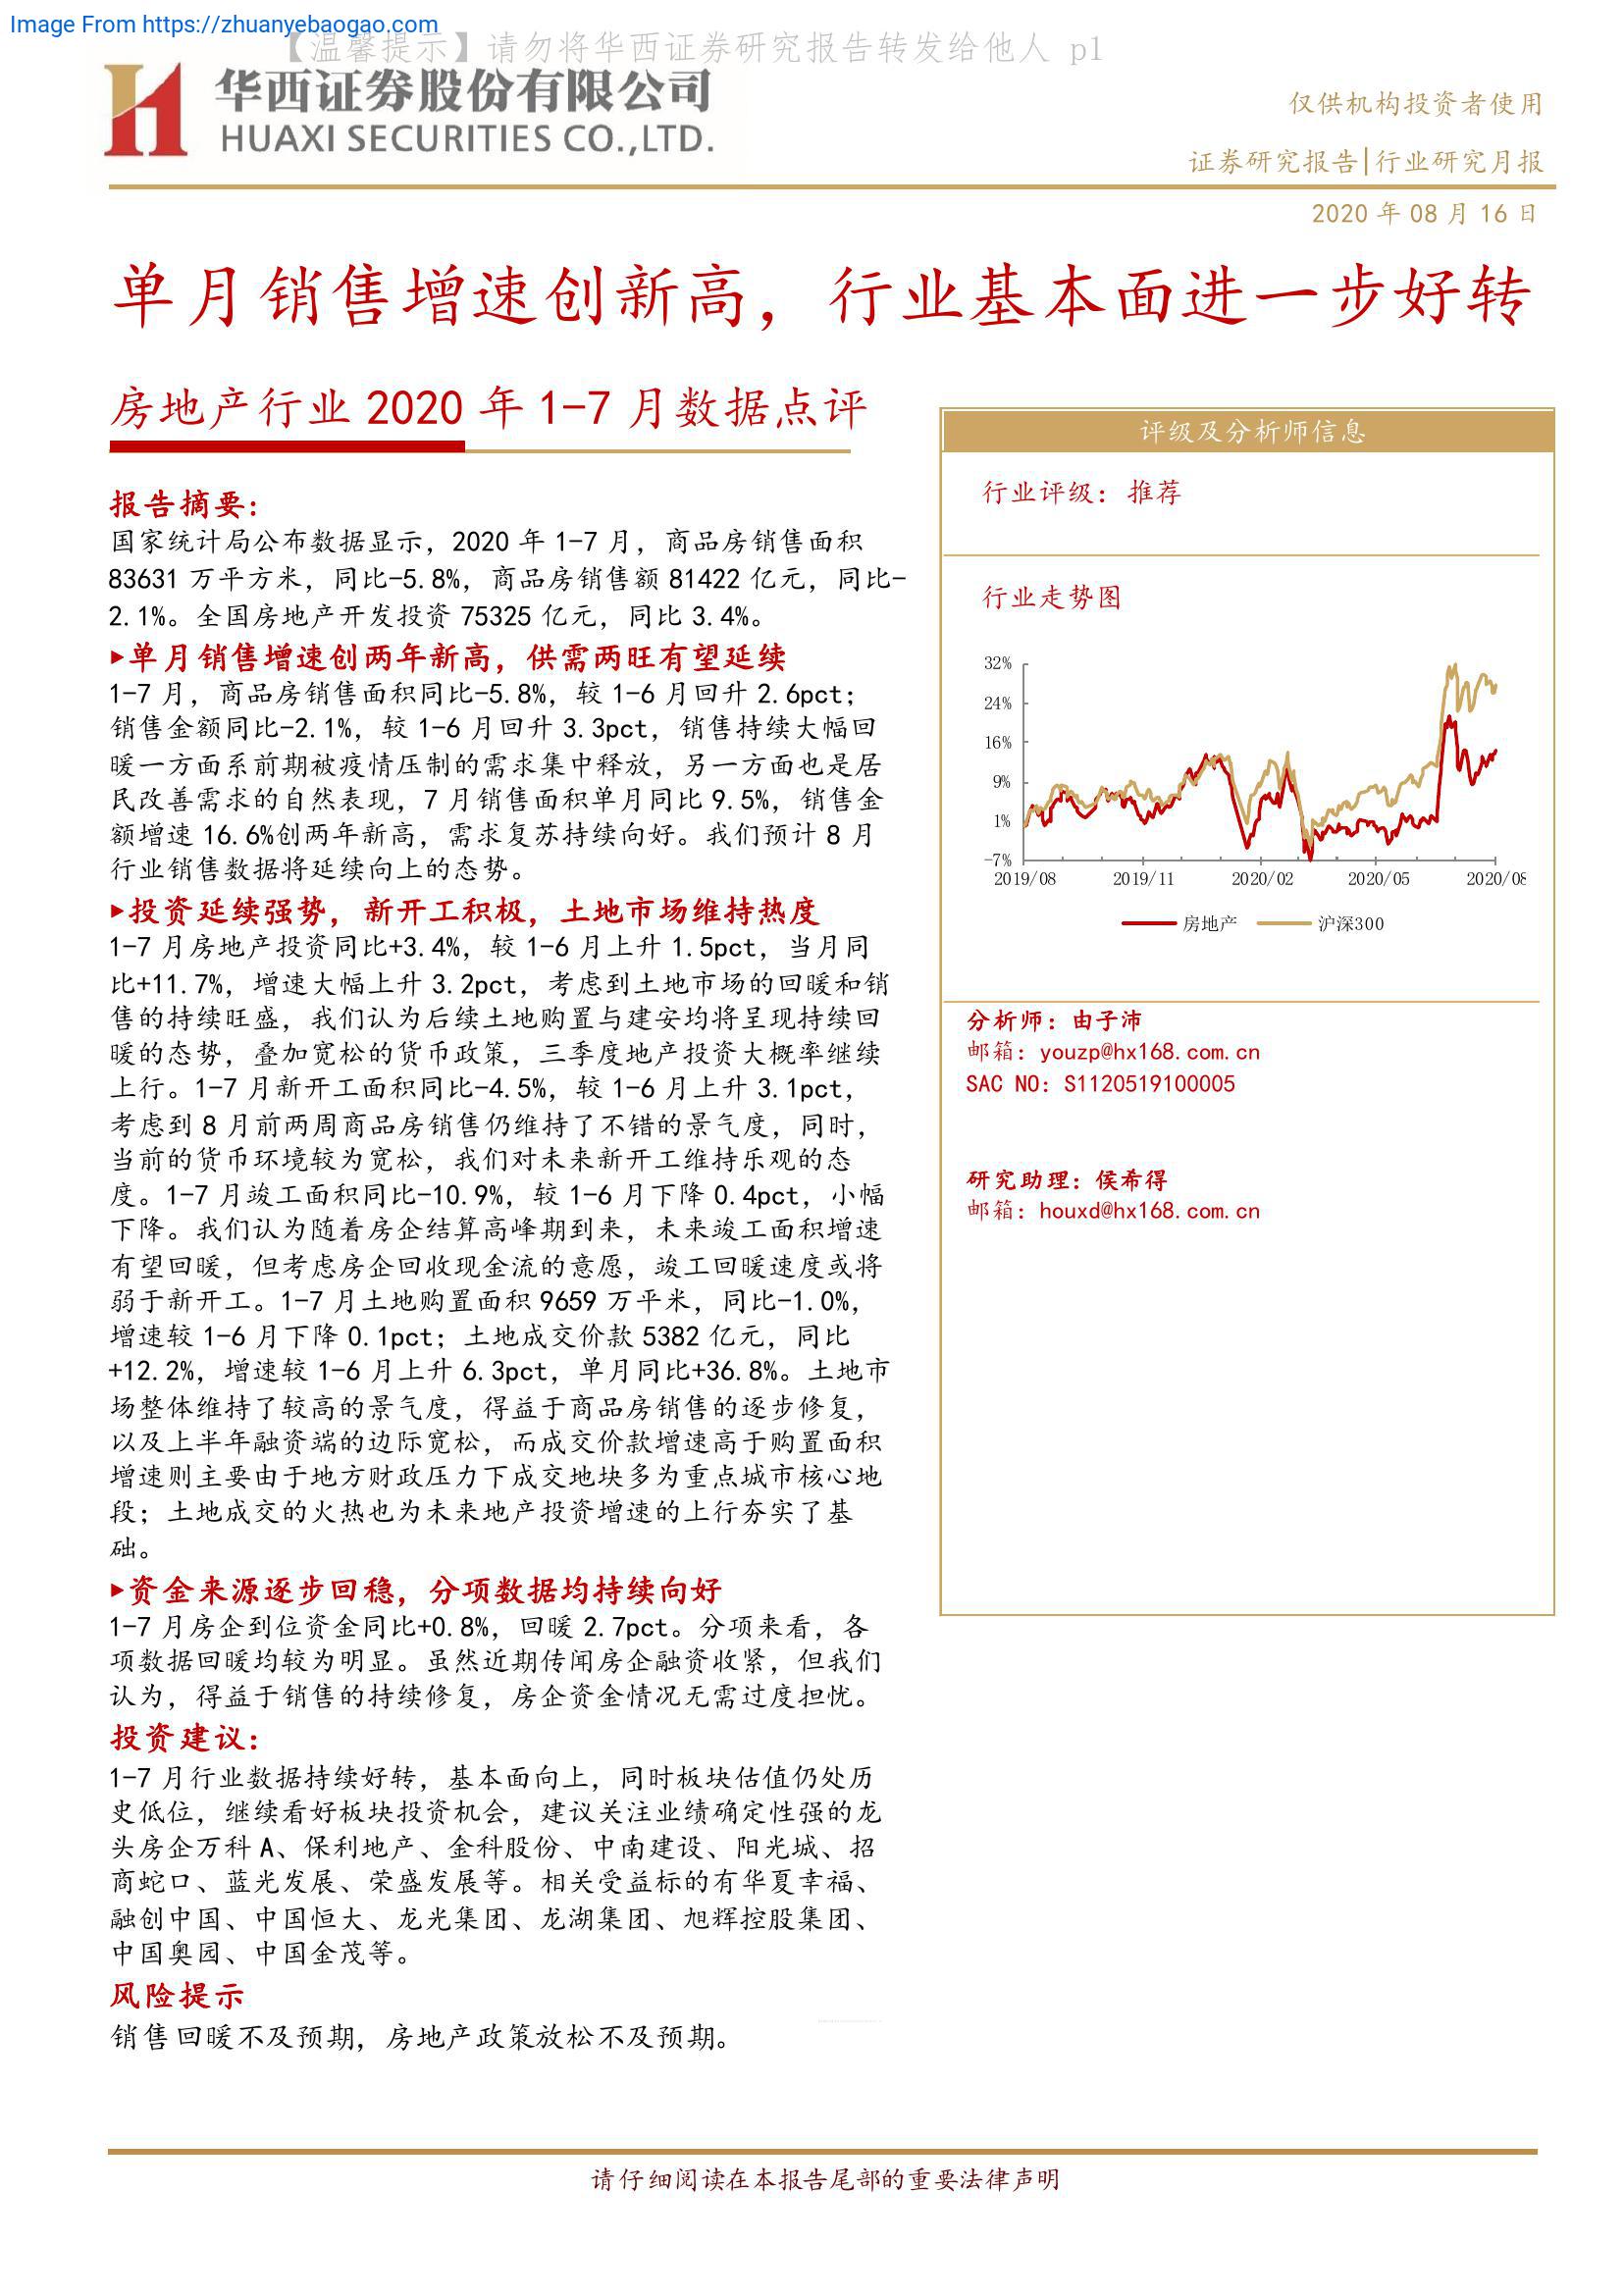 Image From https://zhuanyebaogao.com
【温馨提示】请勿将华西证券研究报告转发给他人 p1
华西证券股份有限公司
HUAXI SECURITIES CO.,LTD.
仅供机构投资者使用
证券研究报告|行业研究月报
2020 年 08 月 16 日
单月销售增速创新高，行业基本面进一步好转
房地产行业 2020 年 1-7 月数据点评
报告摘要：
国家统计局公布数据显示，2020 年 1-7 月，商品房销售面积
83631 万平方米，同比-5.8%，商品房销售额 81422 亿元，同比-
2.1%。全国房地产开发投资 75325 亿元，同比 3.4%。
▶单月销售增速创两年新高，供需两旺有望延续
1-7 月，商品房销售面积同比-5.8%，较 1-6 月回升 2.6pct；
销售金额同比-2.1%，较 1-6 月回升 3.3pct，销售持续大幅回
暖一方面系前期被疫情压制的需求集中释放，另一方面也是居
民改善需求的自然表现，7 月销售面积单月同比 9.5%，销售金
额增速 16.6%创两年新高，需求复苏持续向好。我们预计 8 月
行业销售数据将延续向上的态势。
▶投资延续强势，新开工积极，土地市场维持热度
1-7 月房地产投资同比+3.4%，较 1-6 月上升 1.5pct，当月同
比+11.7%，增速大幅上升 3.2pct，考虑到土地市场的回暖和销
售的持续旺盛，我们认为后续土地购置与建安均将呈现持续回
暖的态势，叠加宽松的货币政策，三季度地产投资大概率继续
上行。1-7 月新开工面积同比-4.5%，较 1-6 月上升 3.1pct，
考虑到 8 月前两周商品房销售仍维持了不错的景气度，同时，
当前的货币环境较为宽松，我们对未来新开工维持乐观的态
度。1-7 月竣工面积同比-10.9%，较 1-6 月下降 0.4pct，小幅
下降。我们认为随着房企结算高峰期到来，未来竣工面积增速
有望回暖，但考虑房企回收现金流的意愿，竣工回暖速度或将
弱于新开工。1-7 月土地购置面积 9659 万平米，同比-1.0%，
增速较 1-6 月下降 0.1pct；土地成交价款 5382 亿元，同比
+12.2%，增速较 1-6 月上升 6.3pct，单月同比+36.8%。土地市
场整体维持了较高的景气度，得益于商品房销售的逐步修复，
以及上半年融资端的边际宽松，而成交价款增速高于购置面积
增速则主要由于地方财政压力下成交地块多为重点城市核心地
段；土地成交的火热也为未来地产投资增速的上行夯实了基
础。
▶资金来源逐步回稳，分项数据均持续向好
1-7 月房企到位资金同比+0.8%，回暖 2.7pct。分项来看，各
项数据回暖均较为明显。虽然近期传闻房企融资收紧，但我们
认为，得益于销售的持续修复，房企资金情况无需过度担忧。
投资建议：
1-7 月行业数据持续好转，基本面向上，同时板块估值仍处历
史低位，继续看好板块投资机会，建议关注业绩确定性强的龙
头房企万科 A、保利地产、金科股份、中南建设、阳光城、招
商蛇口、蓝光发展、荣盛发展等。相关受益标的有华夏幸福、
融创中国、中国恒大、龙光集团、龙湖集团、旭辉控股集团、
中国奥园、中国金茂等。
风险提示
销售回暖不及预期，房地产政策放松不及预期。
评级及分析师信息
行业评级：推荐
行业走势图
32%
24%
16%
9%
1%
-7%
2019/08 2019/11 2020/02 2020/05 2020/08
房地产 沪深300
分析师：由子沛
邮箱：youzp@hx168.com.cn
SAC NO：S1120519100005
研究助理：侯希得
邮箱：houxd@hx168.com.cn
请仔细阅读在本报告尾部的重要法律声明